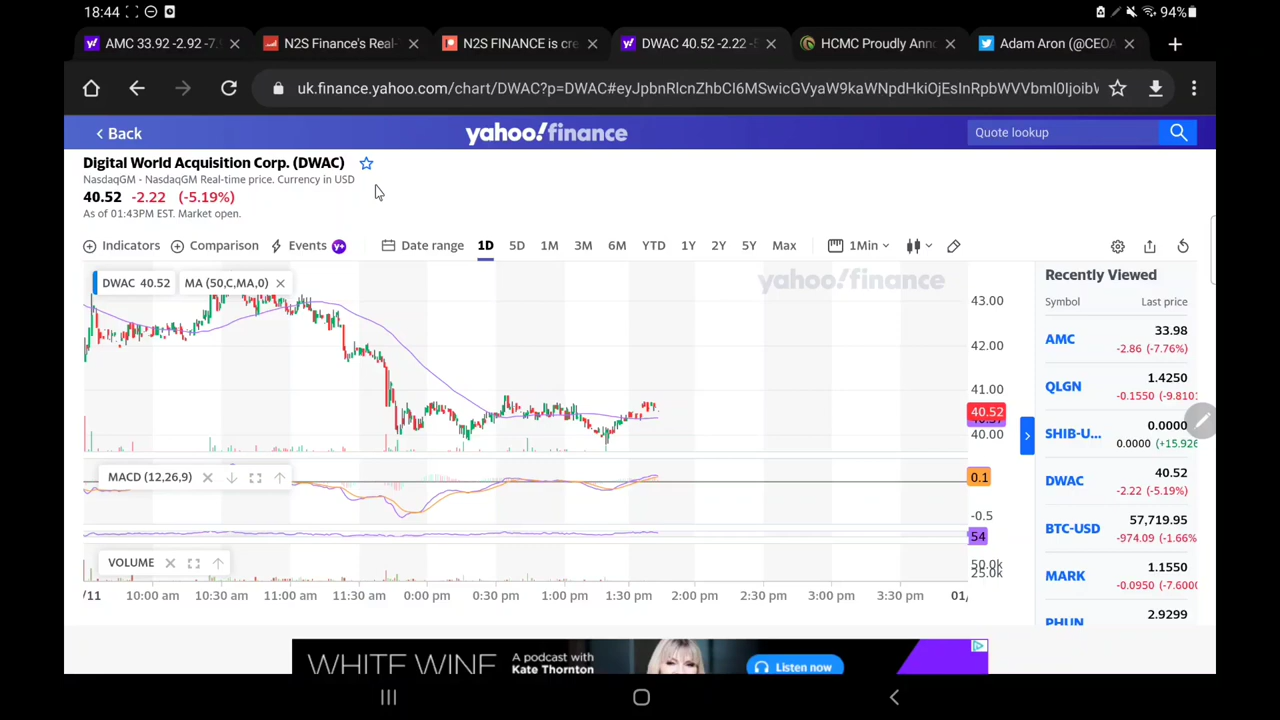 18:44
94%
AMC 33.92 -2.92 -7.9
N2S Finance's Real-
N2S FINANCE is cre
DWAC 40.52 -2.22 -
HCMC Proudly Ann
Adam Aron (@CEOA
uk.finance.yahoo.com/chart/DWAC?p=DWAC#
Back
yahoo!finance
Quote lookup
Digital World Acquisition Corp. (DWAC)
NasdaqGM - NasdaqGM Real-time price. Currency in USD
40.52 -2.22 (-5.19%)
As of 01:43PM EST. Market open.
Indicators Comparison Events y+ Date range 1D 5D 1M 3M 6M YTD 1Y 2Y 5Y Max 1Min
DWAC 40.52 MA (50,C,MA,0)
yahoo!finance
43.00
42.00
41.00
40.52
40.00
MACD (12,26,9)
0.1
-0.5
54
VOLUME
50.0k
25.0k
/11 10:00 am 10:30 am 11:00 am 11:30 am 0:00 pm 0:30 pm 1:00 pm 1:30 pm 2:00 pm 2:30 pm 3:00 pm 3:30 pm 01/
Recently Viewed
Symbol Last price
AMC 33.98
-2.86 (-7.76%)
QLGN 1.4250
-0.1550 (-9.810
SHIB-U... 0.0000
0.0000 (+15.926
DWAC 40.52
-2.22 (-5.19%)
BTC-USD 57,719.95
-974.09 (-1.66%
MARK 1.1550
-0.0950 (-7.600
PHUN 2.9299
WHITE WINE
A podcast with
Kate Thornton
Listen now